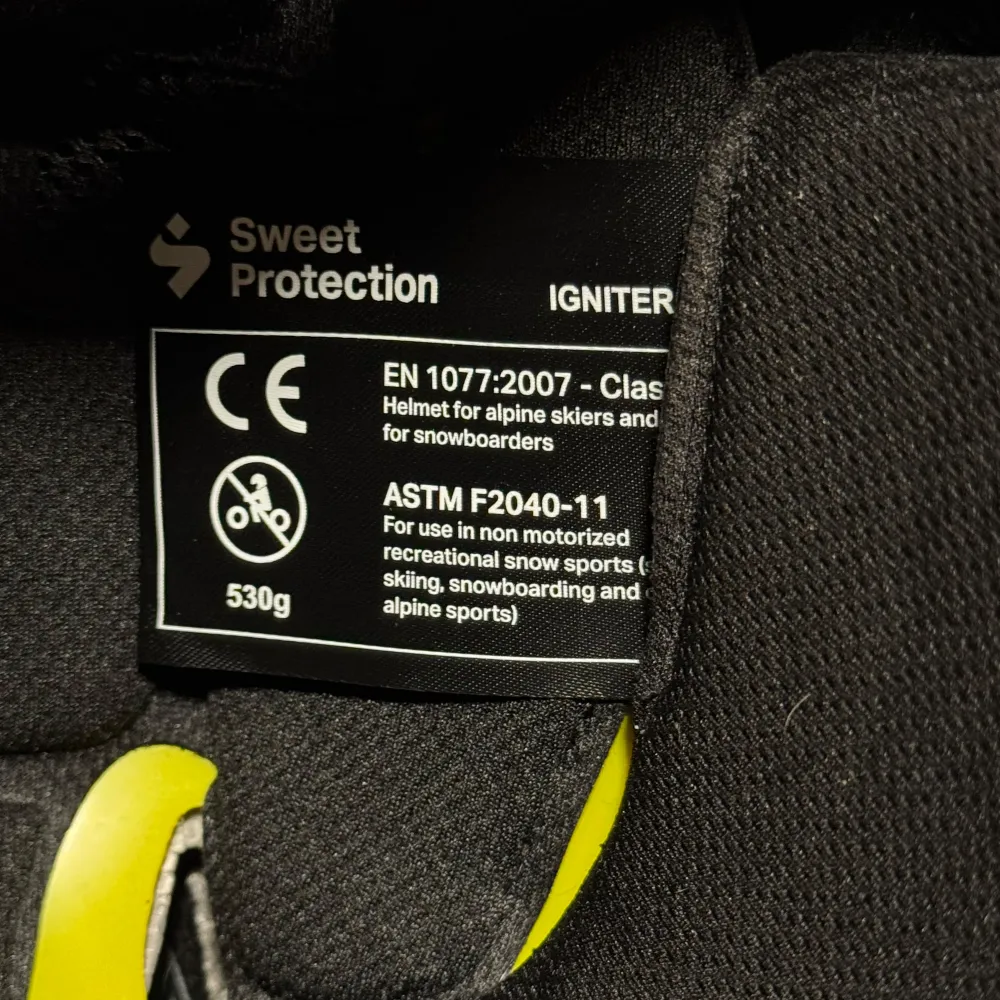 Sweet
Protection
IGNITER
CE
EN 1077:2007 - Clas
Helmet for alpine skiers and
for snowboarders
ASTM F2040-11
For use in non motorized
recreational snow sports (
skiing, snowboarding and
alpine sports)
530g